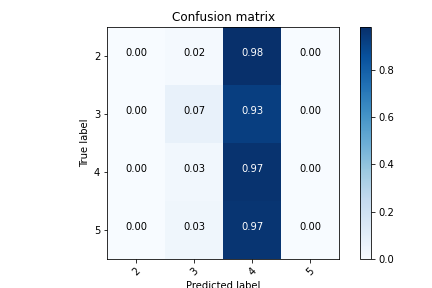 Confusion matrix
2 0.00 0.02 0.98 0.00
3 0.00 0.07 0.93 0.00
4 0.00 0.03 0.97 0.00
5 0.00 0.03 0.97 0.00
True label
2 3 4 5
Predicted label
0.8
0.6
0.4
0.2
0.0